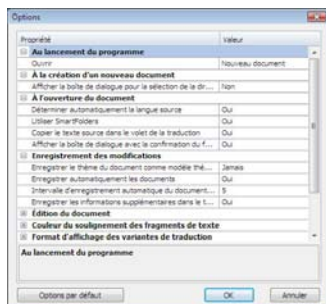 Options
Propriété Valeur
Au lancement du programme
Ouvrir Nouveau document
À la création d'un nouveau document
Afficher la boîte de dialogue pour la sélection de la dir... Non
À l'ouverture du document
Déterminer automatiquement la langue source Oui
Utiliser SmartFolders Oui
Copier le texte source dans le volet de la traduction Oui
Afficher la boîte de dialogue avec la confirmation du f... Oui
Enregistrement des modifications
Enregistrer le thème du document comme modèle thé... Jamais
Enregistrer automatiquement les documents Oui
Intervalle d'enregistrement automatique du document... 5
Enregistrer les informations supplémentaires dans le t... Oui
Édition du document
Couleur du soulignement des fragments de texte
Format d'affichage des variantes de traduction
Au lancement du programme
Options par défaut OK Annuler